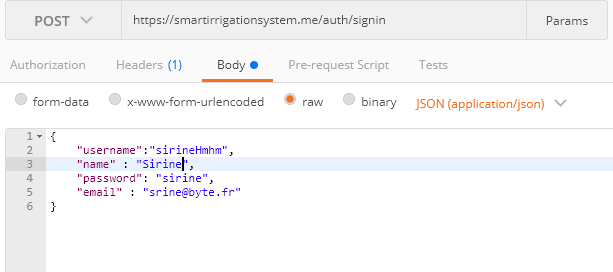 POST https://smartirrigationsystem.me/auth/signin Params
Authorization Headers (1) Body Pre-request Script Tests
form-data x-www-form-urlencoded raw binary JSON (application/json)
1 {
2 "username":"sirineHmhm",
3 "name" : "Sirine",
4 "password": "sirine",
5 "email" : "srine@byte.fr"
6 }